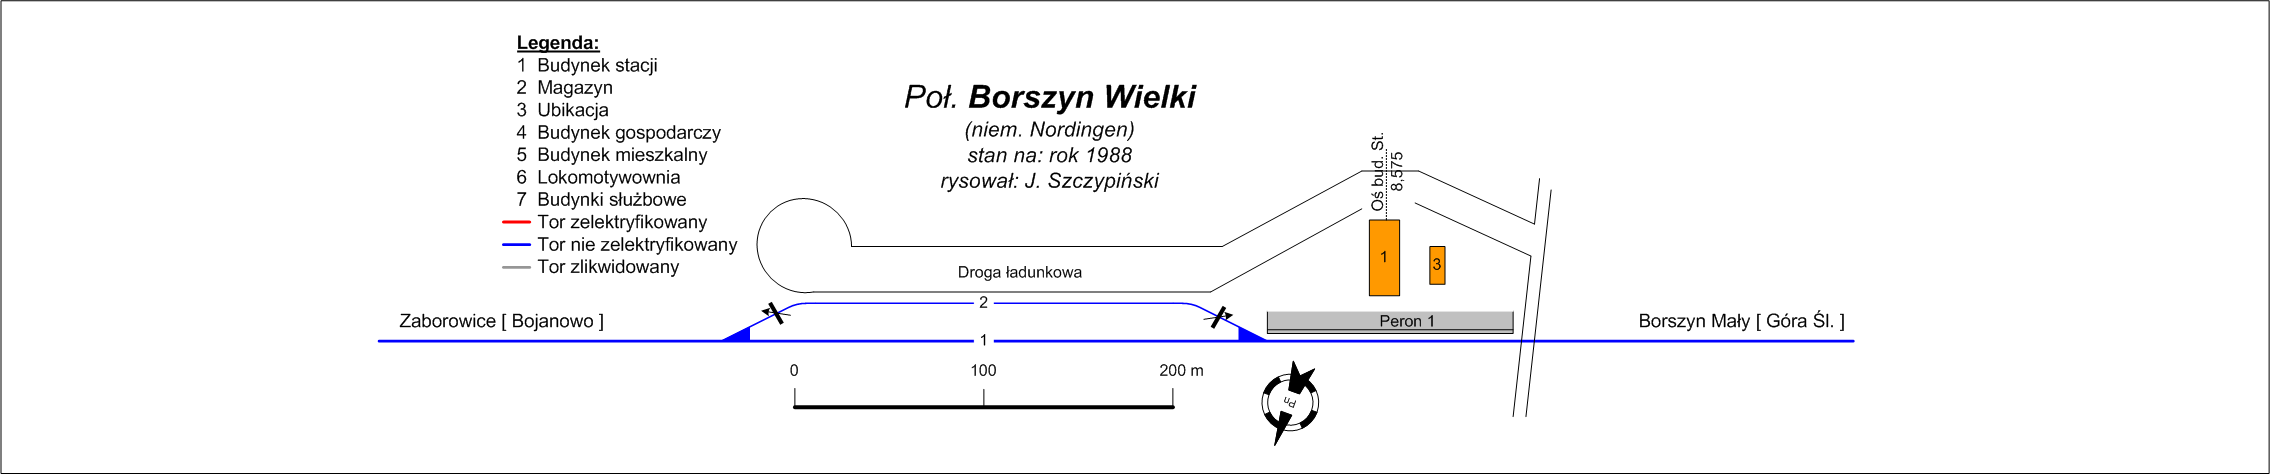 Legenda:
1 Budynek stacji
2 Magazyn
3 Ubikacja
4 Budynek gospodarczy
5 Budynek mieszkalny
6 Lokomotywownia
7 Budynki służbowe
Tor zelektryfikowany
Tor nie zelektryfikowany
Tor zlikwidowany
Poł. Borszyn Wielki
(niem. Nordingen)
stan na: rok 1988
rysował: J. Szczypiński
Oś bud. St.
8,575
1
3
Droga ładunkowa
2
Zaborowice [ Bojanowo ]
Peron 1
Borszyn Mały [ Góra Śl. ]
1
0 100 200 m
Pn